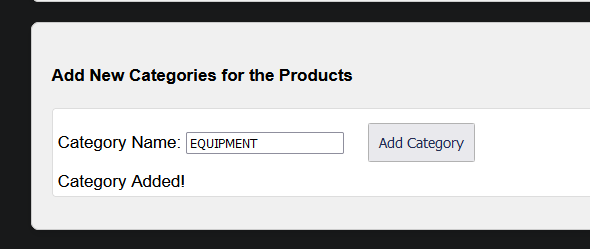 Add New Categories for the Products
Category Name: EQUIPMENT Add Category
Category Added!